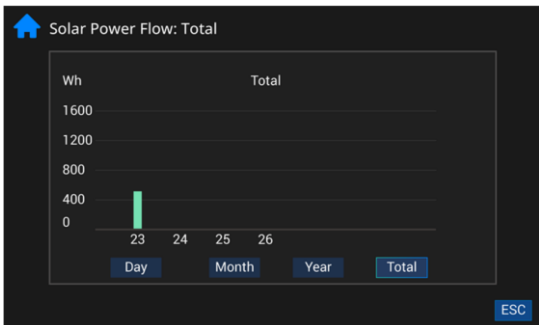 Solar Power Flow: Total
Wh Total
1600
1200
800
400
0
23 24 25 26
Day Month Year Total
ESC